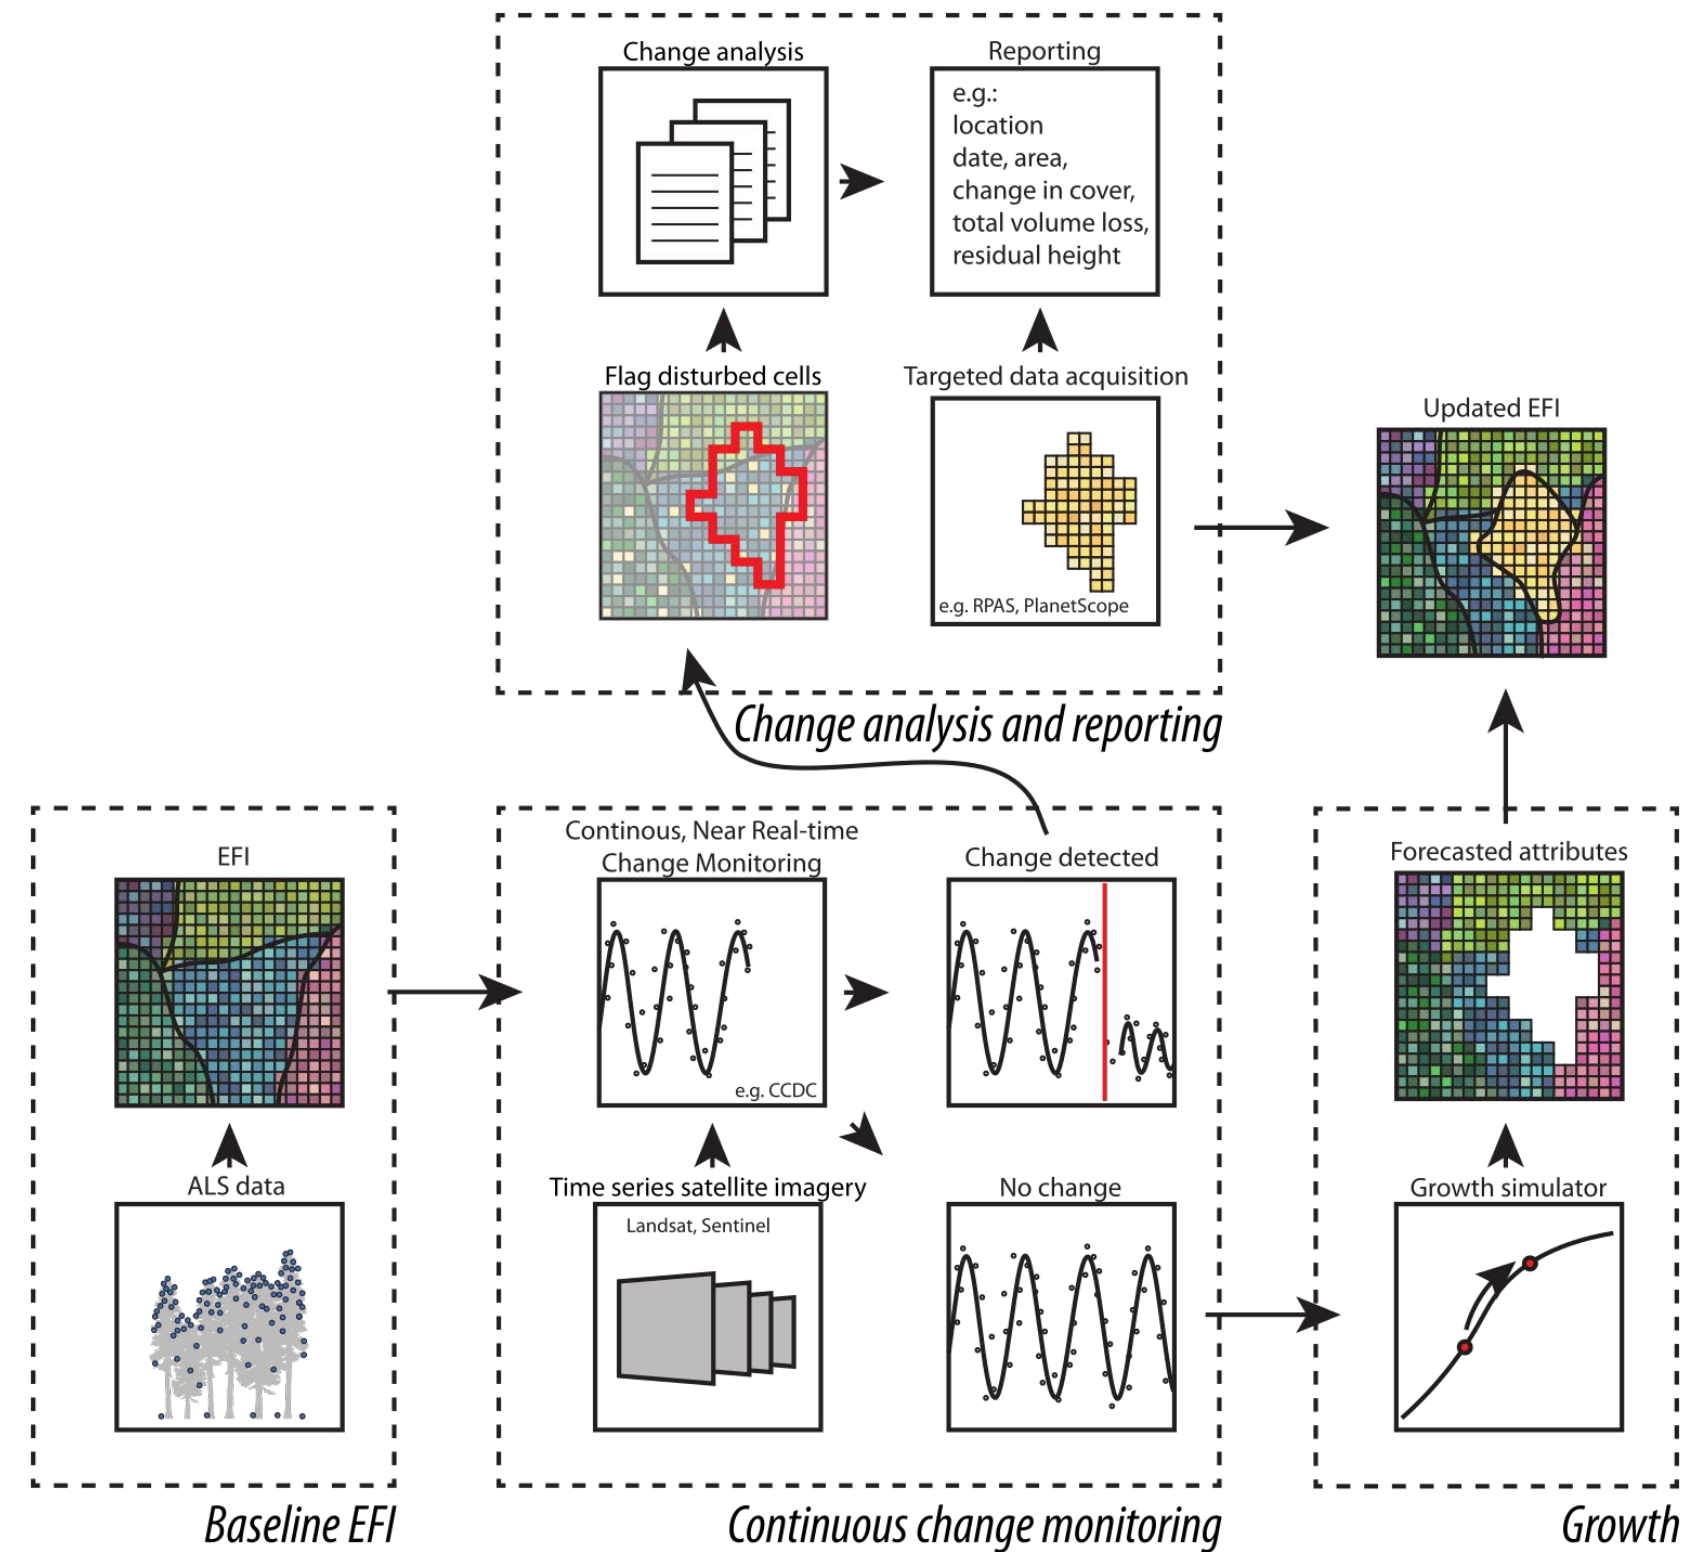 Change analysis
Reporting
e.g.:
location
date, area,
change in cover,
total volume loss,
residual height
Flag disturbed cells
Targeted data acquisition
e.g. RPAS, PlanetScope
Updated EFI
Change analysis and reporting
EFI
ALS data
Baseline EFI
Continous, Near Real-time
Change Monitoring
e.g. CCDC
Change detected
Time series satellite imagery
Landsat, Sentinel
No change
Continuous change monitoring
Forecasted attributes
Growth simulator
Growth